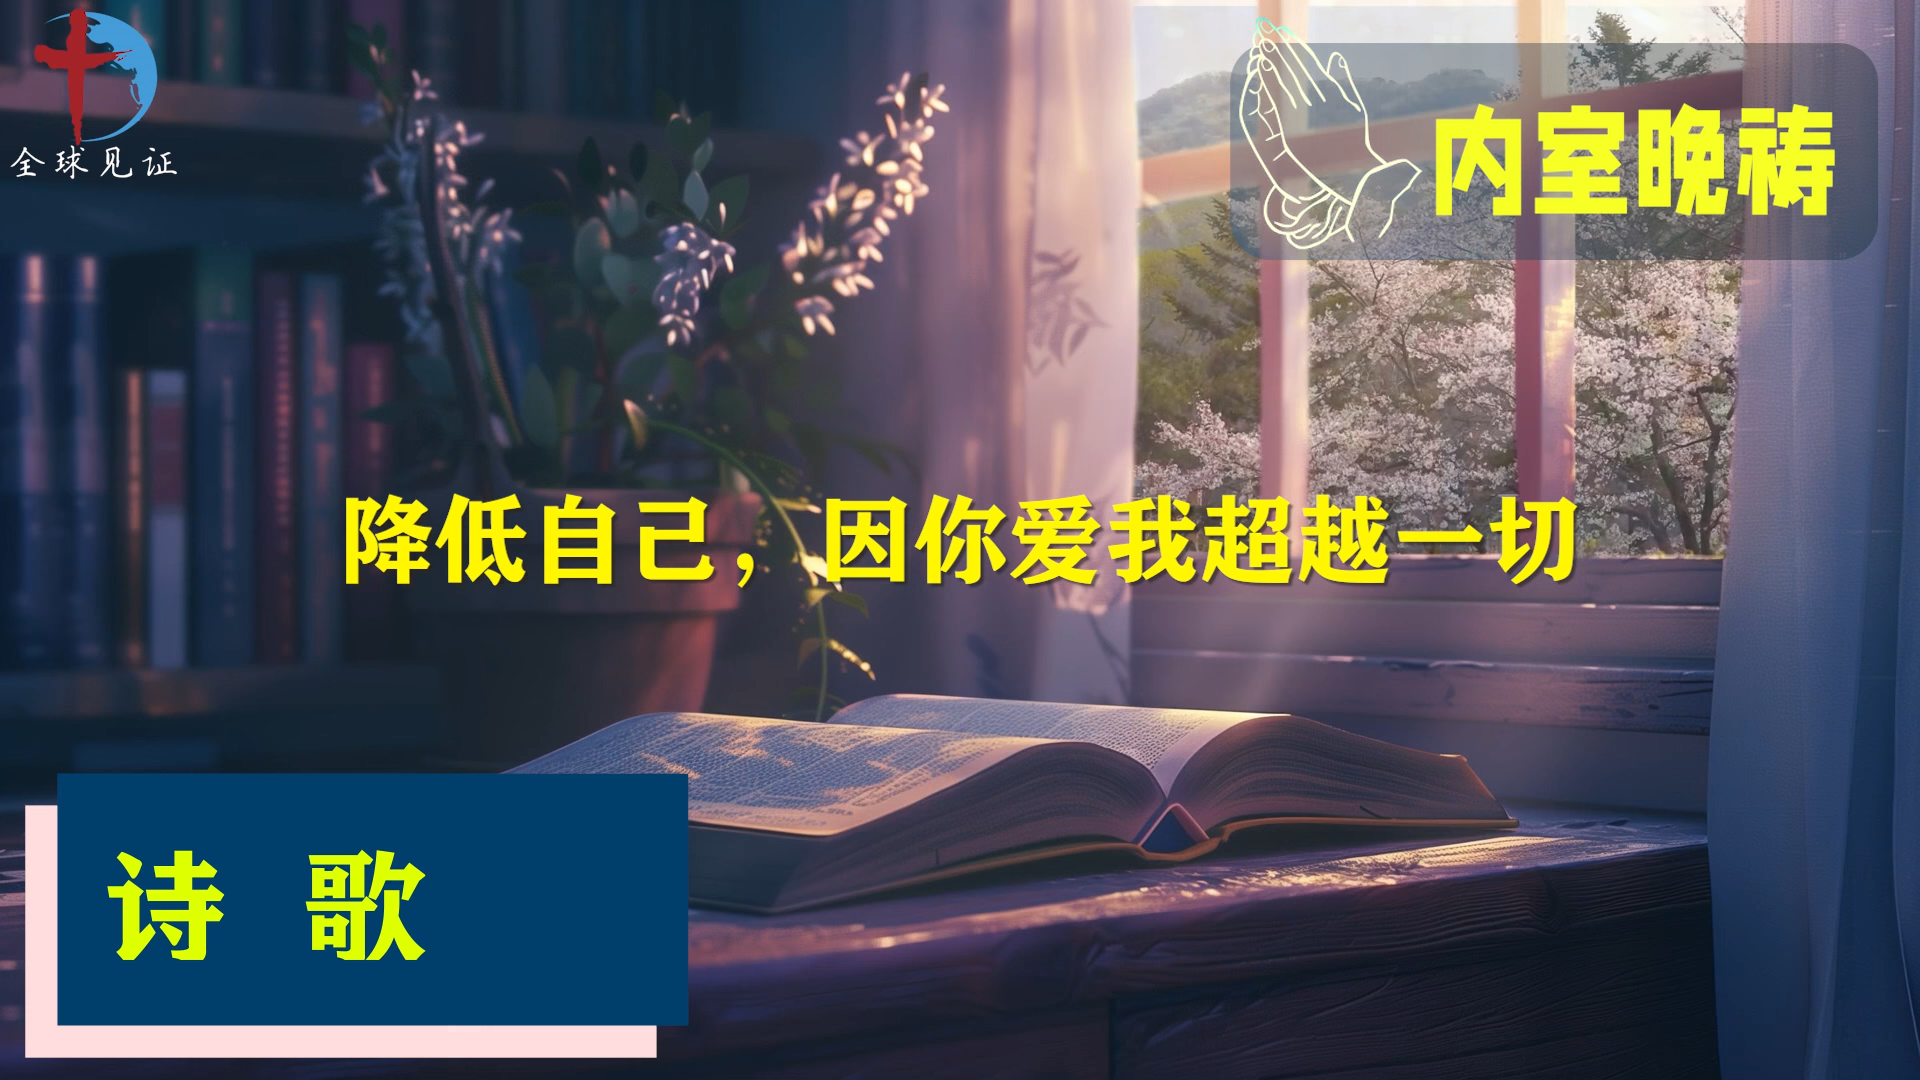 全球见证
内室晚祷
降低自己，因你爱我超越一切
诗 歌